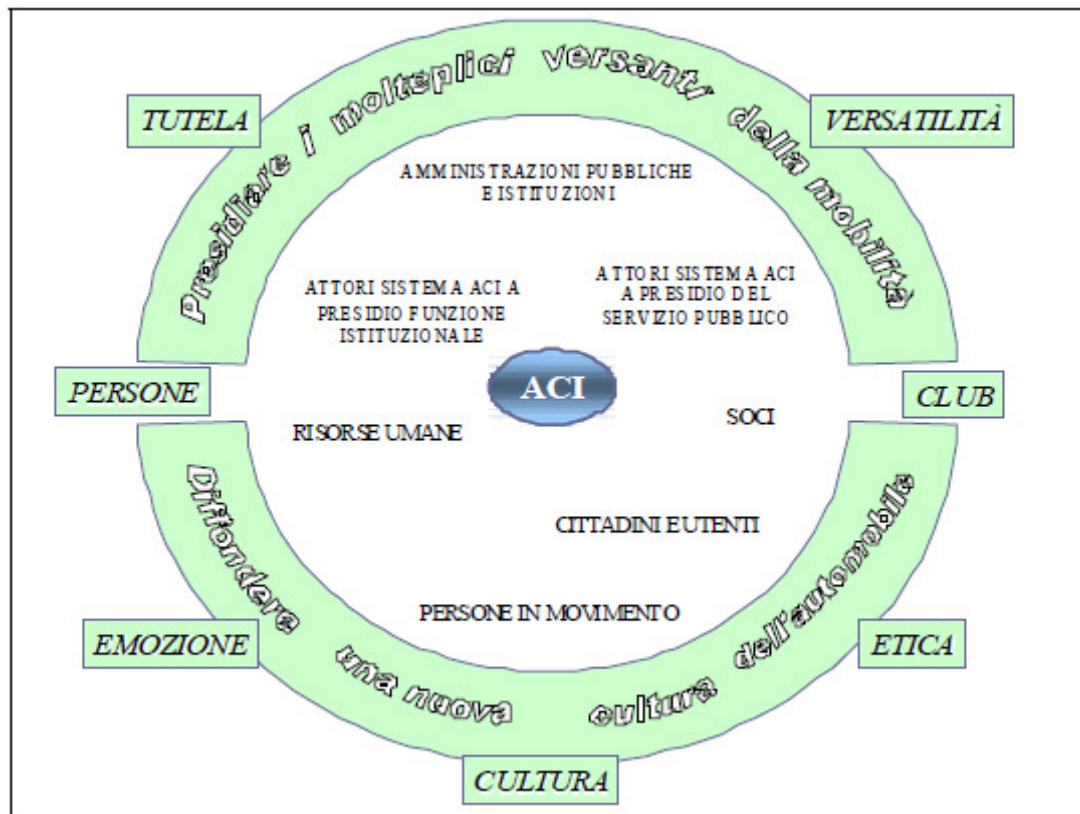 Presidiare i molteplici versanti della mobilità
TUTELA
VERSATILITÀ
AMMINISTRAZIONI PUBBLICHE
E ISTITUZIONI
ATTORI SISTEMA ACI A
PRESIDIO FUNZIONE
ISTITUZIONALE
ATTORI SISTEMA ACI
A PRESIDIO DEL
SERVIZIO PUBBLICO
PERSONE
ACI
CLUB
RISORSE UMANE
SOCI
CITTADINI E UTENTI
PERSONE IN MOVIMENTO
EMOZIONE
ETICA
Diffondere una nuova cultura dell'automobile
CULTURA